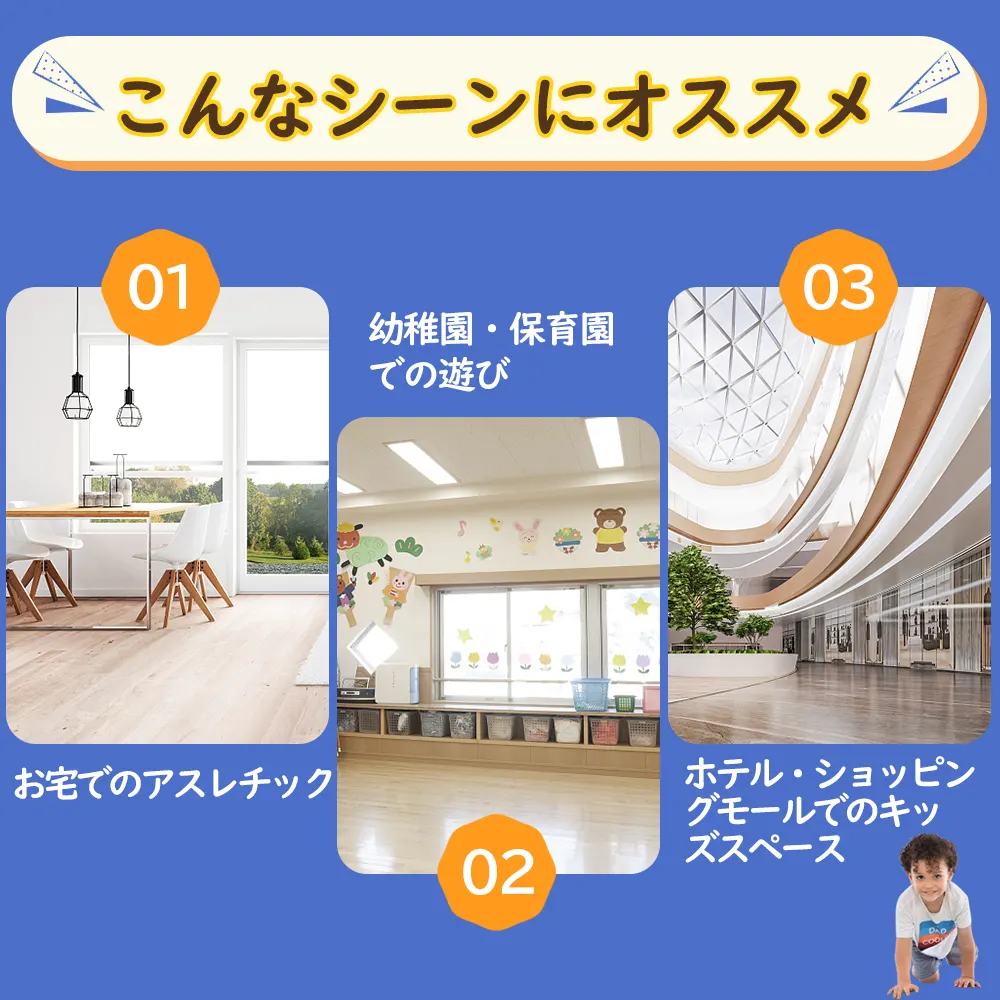 こんなシーンにオススメ
01
お宅でのアスレチック
幼稚園・保育園
での遊び
02
03
ホテル・ショッピン
グモールでのキッ
ズスペース
DAD